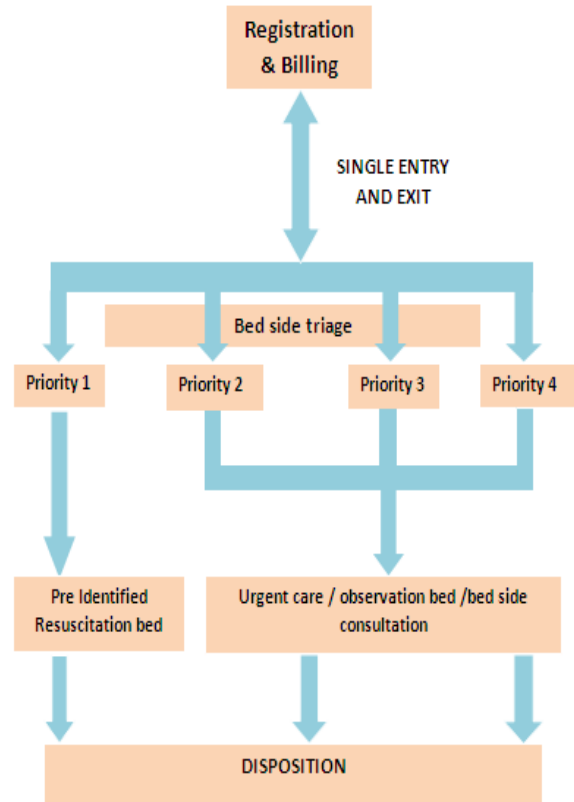 Registration
& Billing
SINGLE ENTRY
AND EXIT
Bed side triage
Priority 1
Priority 2
Priority 3
Priority 4
Pre Identified
Resuscitation bed
Urgent care / observation bed /bed side
consultation
DISPOSITION